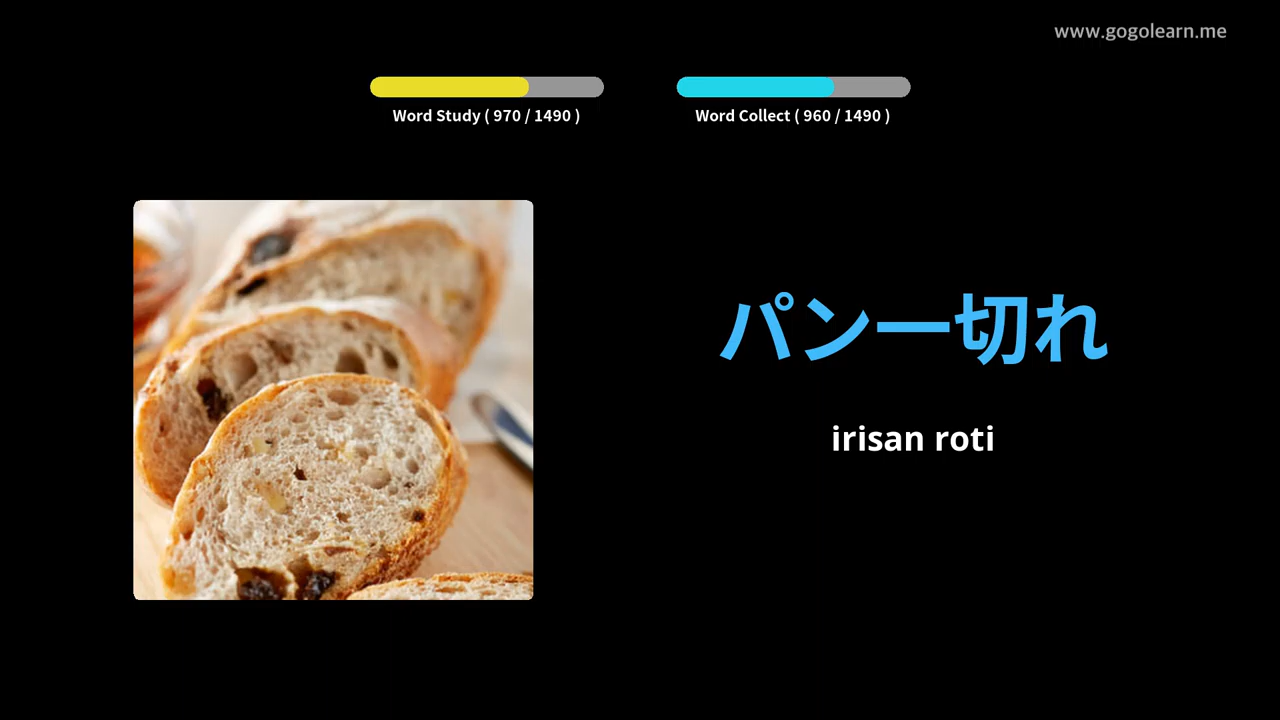 www.gogolearn.me
Word Study ( 970 / 1490 )
Word Collect ( 960 / 1490 )
パン一切れ
irisan roti